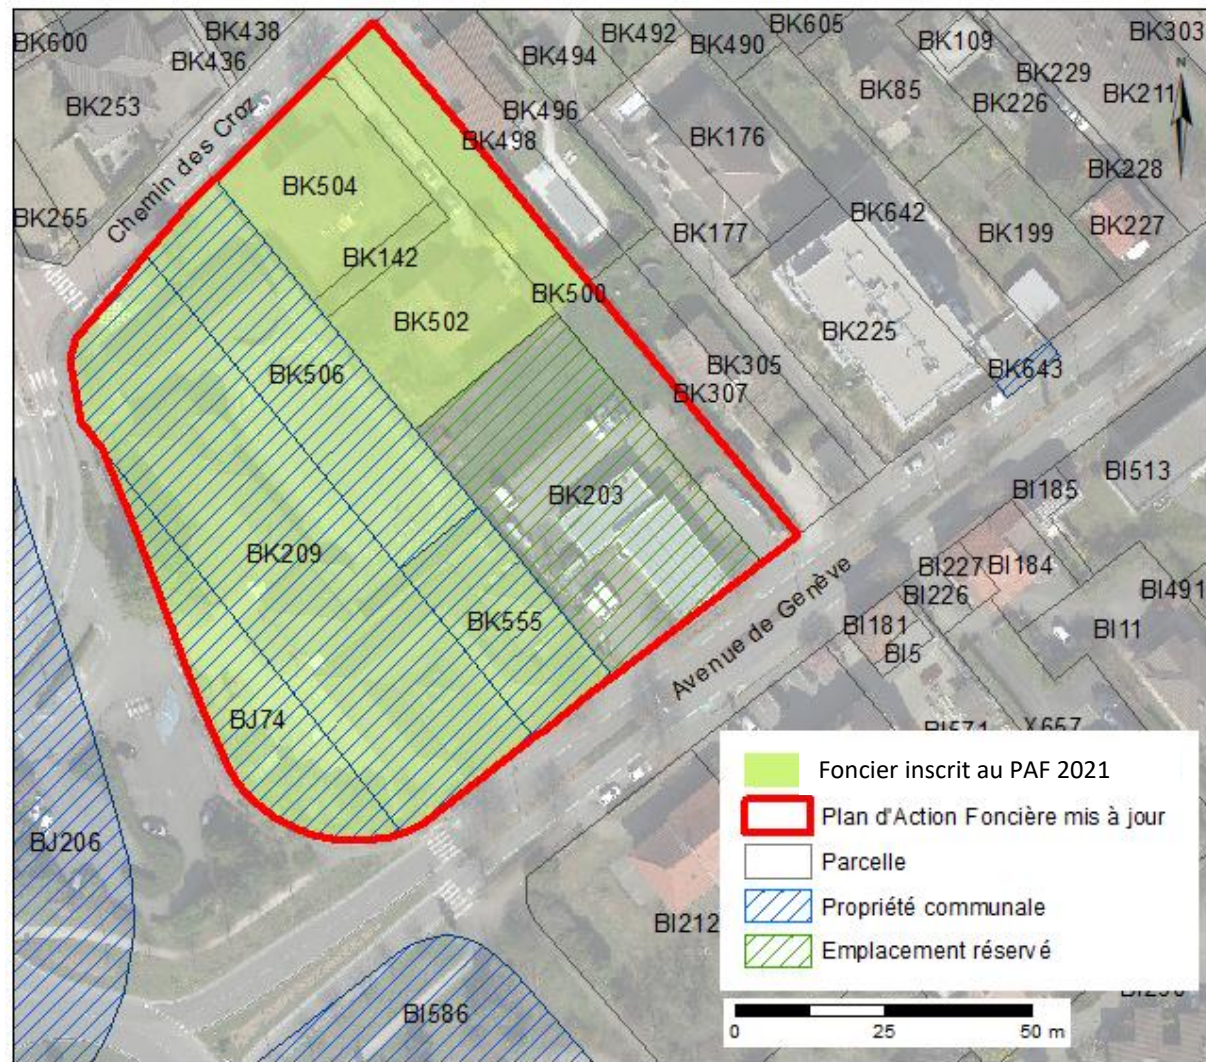 BK600
BK438
BK436
BK253
BK255
Chemin des Croz
BK494
BK492
BK490
BK605
BK109
BK303
BK229
BK211
BK226
BK85
BK496
BK498
BK176
BK228
BK227
BK199
BK642
BK177
BK225
BK643
N
BK504
BK142
BK502
BK500
BK506
BK305
BK307
BK203
BK209
BK555
BJ74
BJ206
Avenue de Genève
BI513
BI185
BI184
BI227
BI226
BI181
BI5
BI11
BI491
BI571
X657
BI212
BI586
Foncier inscrit au PAF 2021
Plan d'Action Foncière mis à jour
Parcelle
Propriété communale
Emplacement réservé
0 25 50 m